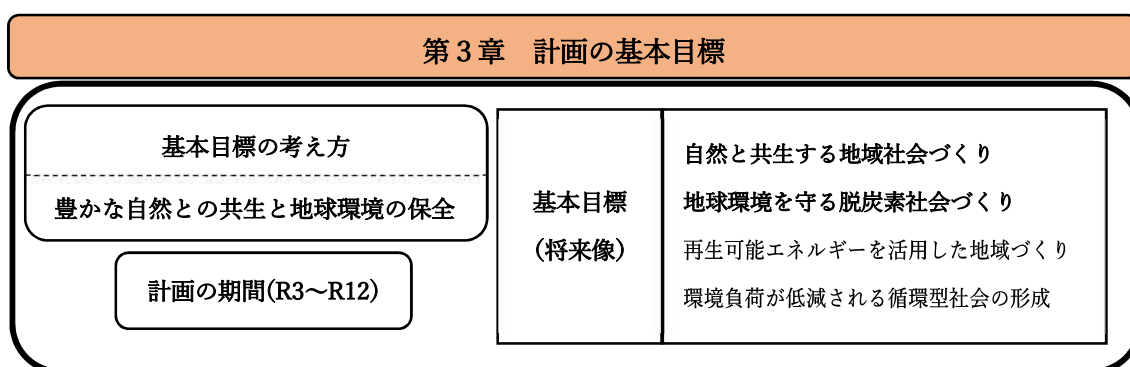 第３章　計画の基本目標
基本目標の考え方
豊かな自然との共生と地球環境の保全
計画の期間(R3～R12)
基本目標
(将来像)
自然と共生する地域社会づくり
地球環境を守る脱炭素社会づくり
再生可能エネルギーを活用した地域づくり
環境負荷が低減される循環型社会の形成